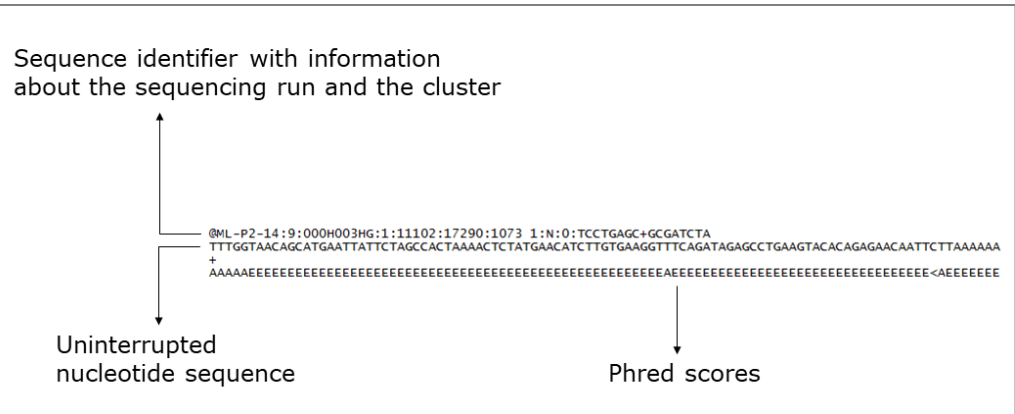 Sequence identifier with information
about the sequencing run and the cluster
@ML-P2-14:9:000H003HG:1:11102:17290:1073 1:N:0:TCCTGAGC+GCGATCTA
TTTGGTAACAGCATGAATTATTCTAGCCACTAAAACTCTATGAACATCTTGTGAAGGTTTCAGATAGAGCCTGAAGTACACAGAGAACAATTCTTAAAAAA
+
AAAAAEEEEEEEEEEEEEEEEEEEEEEEEEEEEEEEEEEEEEEEEEEEEEEEEEEEEAEEEEEEEEEEEEEEEEEEEEEEEEEEEEEEEEE<AEEEEEEE
Uninterrupted
nucleotide sequence
Phred scores